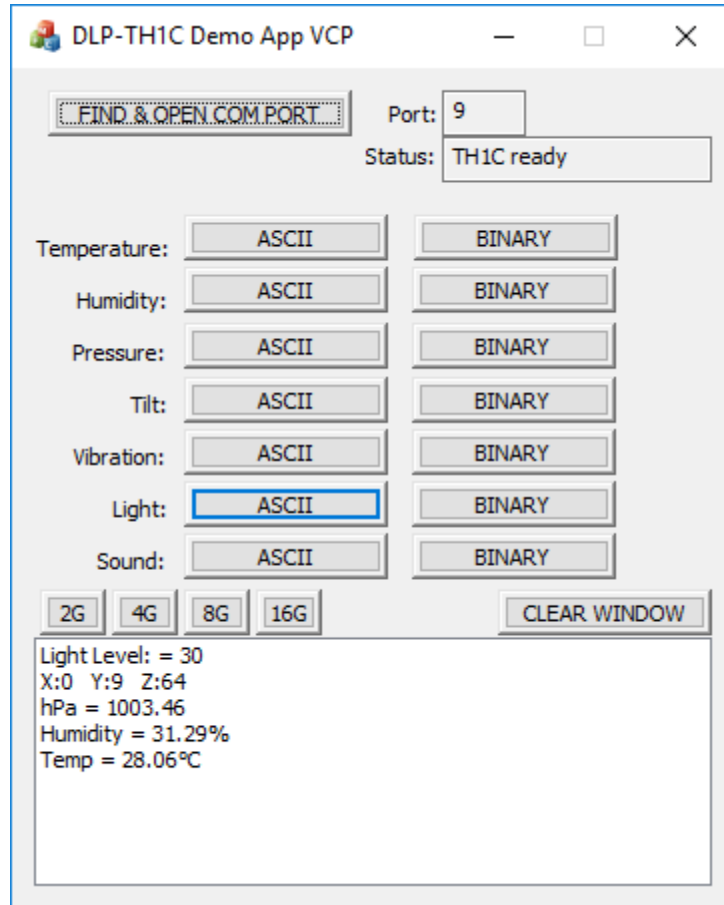 DLP-TH1C Demo App VCP
FIND & OPEN COM PORT Port: 9
Status: TH1C ready
Temperature: ASCII BINARY
Humidity: ASCII BINARY
Pressure: ASCII BINARY
Tilt: ASCII BINARY
Vibration: ASCII BINARY
Light: ASCII BINARY
Sound: ASCII BINARY
2G 4G 8G 16G CLEAR WINDOW
Light Level: = 30
X:0 Y:9 Z:64
hPa = 1003.46
Humidity = 31.29%
Temp = 28.06°C